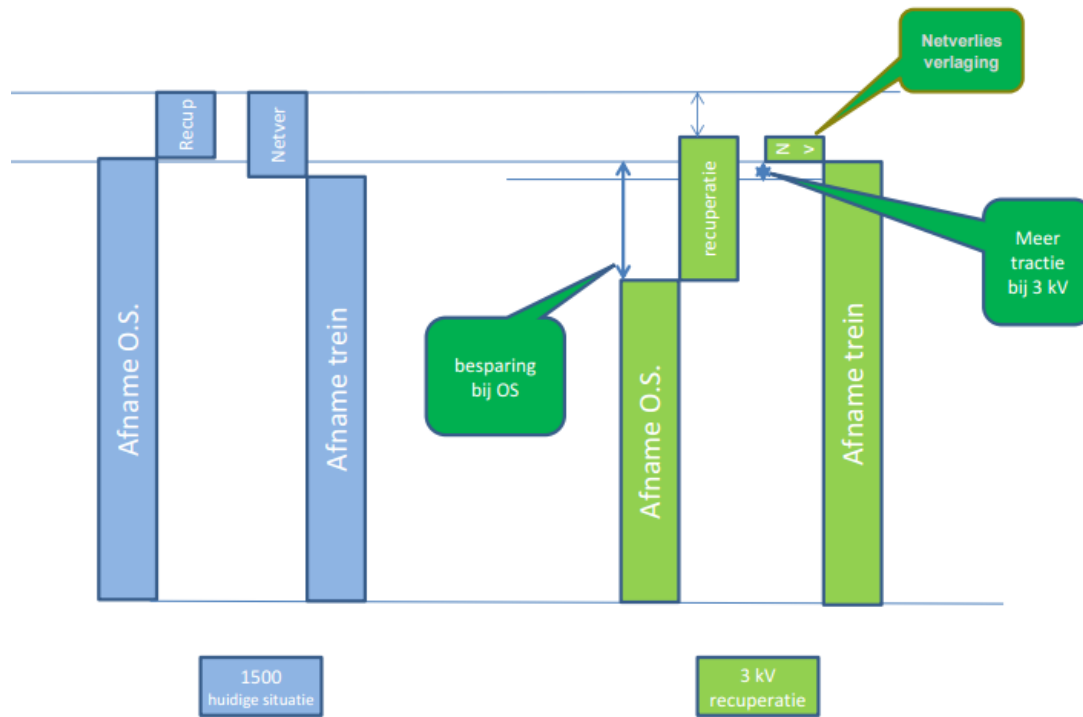 Netverlies
verlaging
Recup
Netver
N
v
recuperatie
Meer
tractie
bij 3 kV
besparing
bij OS
Afname O.S.
Afname trein
Afname O.S.
Afname trein
1500
huidige situatie
3 kV
recuperatie